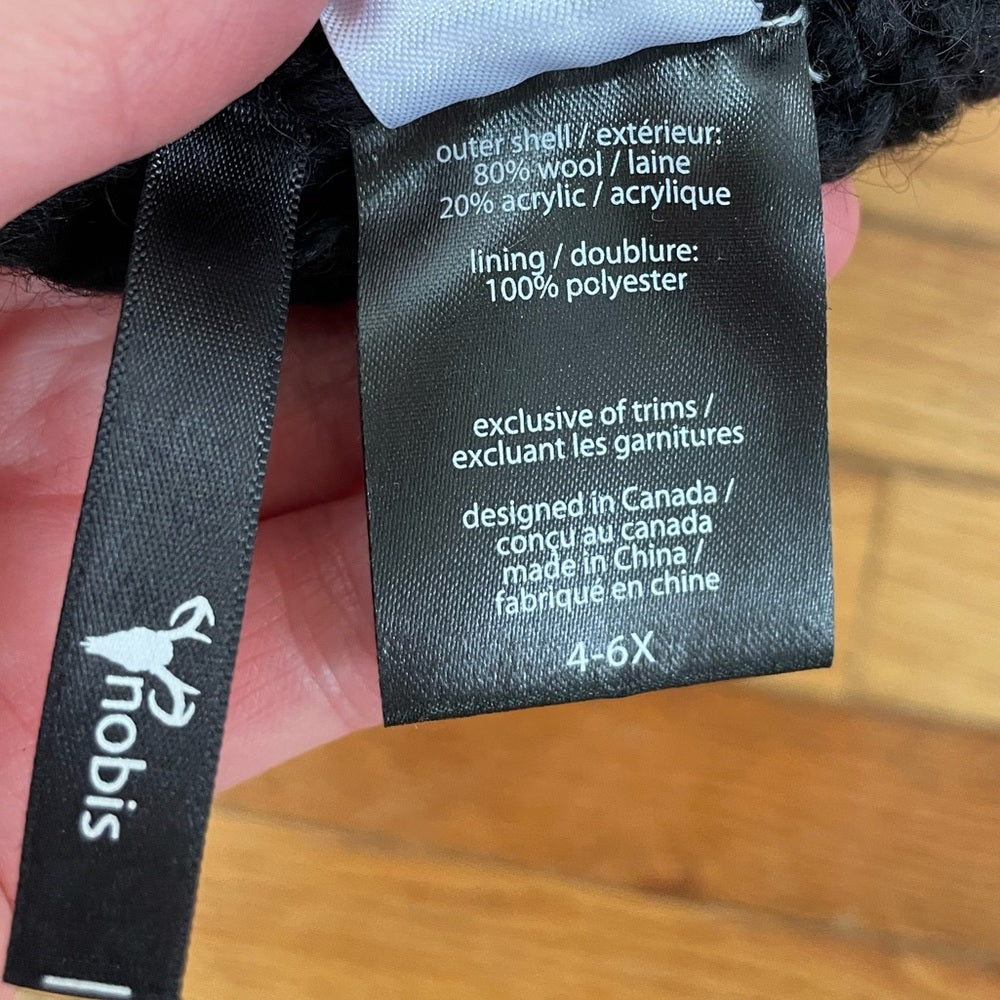 outer shell / extérieur:
80% wool / laine
20% acrylic / acrylique
lining / doublure:
100% polyester
exclusive of trims /
excluant les garnitures
designed in Canada /
conçu au canada
made in China /
fabriqué en chine
4-6X
nobis